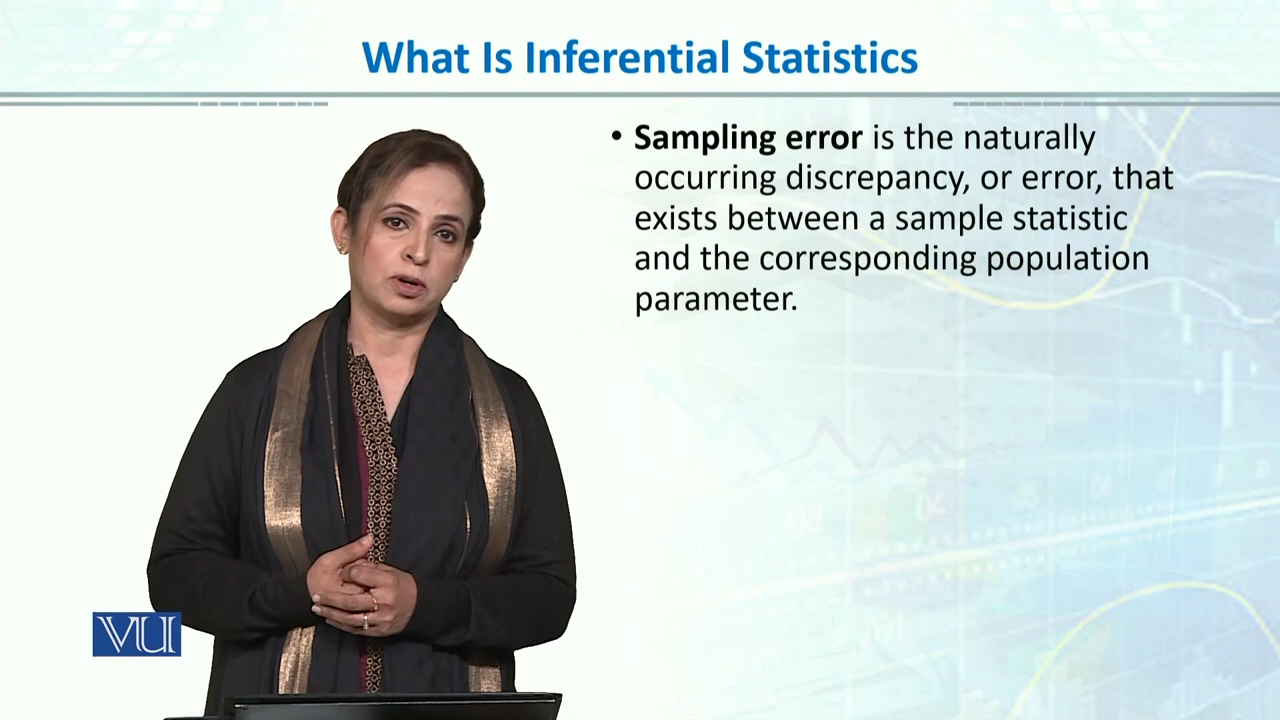 What Is Inferential Statistics
• Sampling error is the naturally
occurring discrepancy, or error, that
exists between a sample statistic
and the corresponding population
parameter.
VU